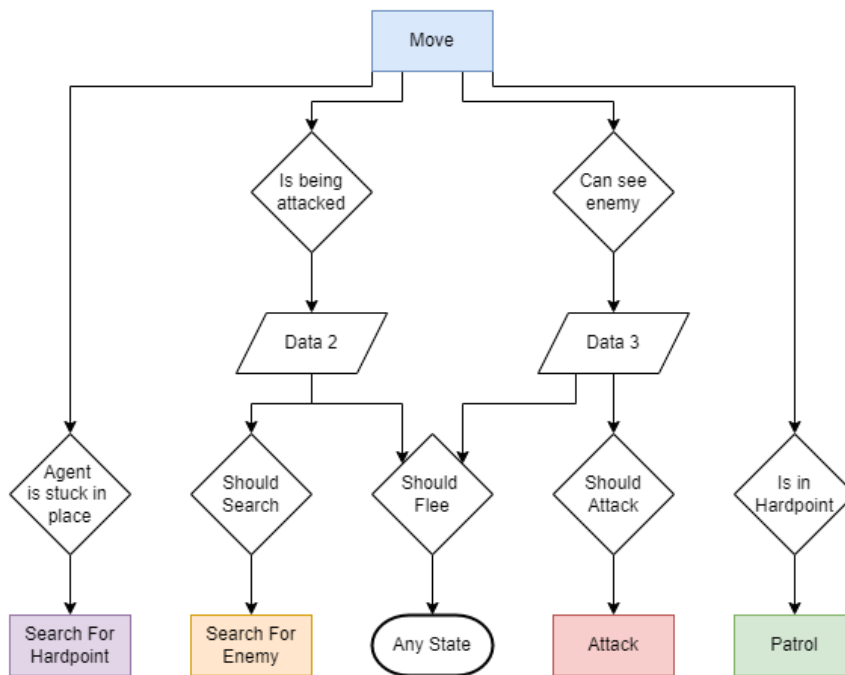 Move
Is being
attacked
Can see
enemy
Data 2
Data 3
Agent
is stuck in
place
Should
Search
Should
Flee
Should
Attack
Is in
Hardpoint
Search For
Hardpoint
Search For
Enemy
Any State
Attack
Patrol